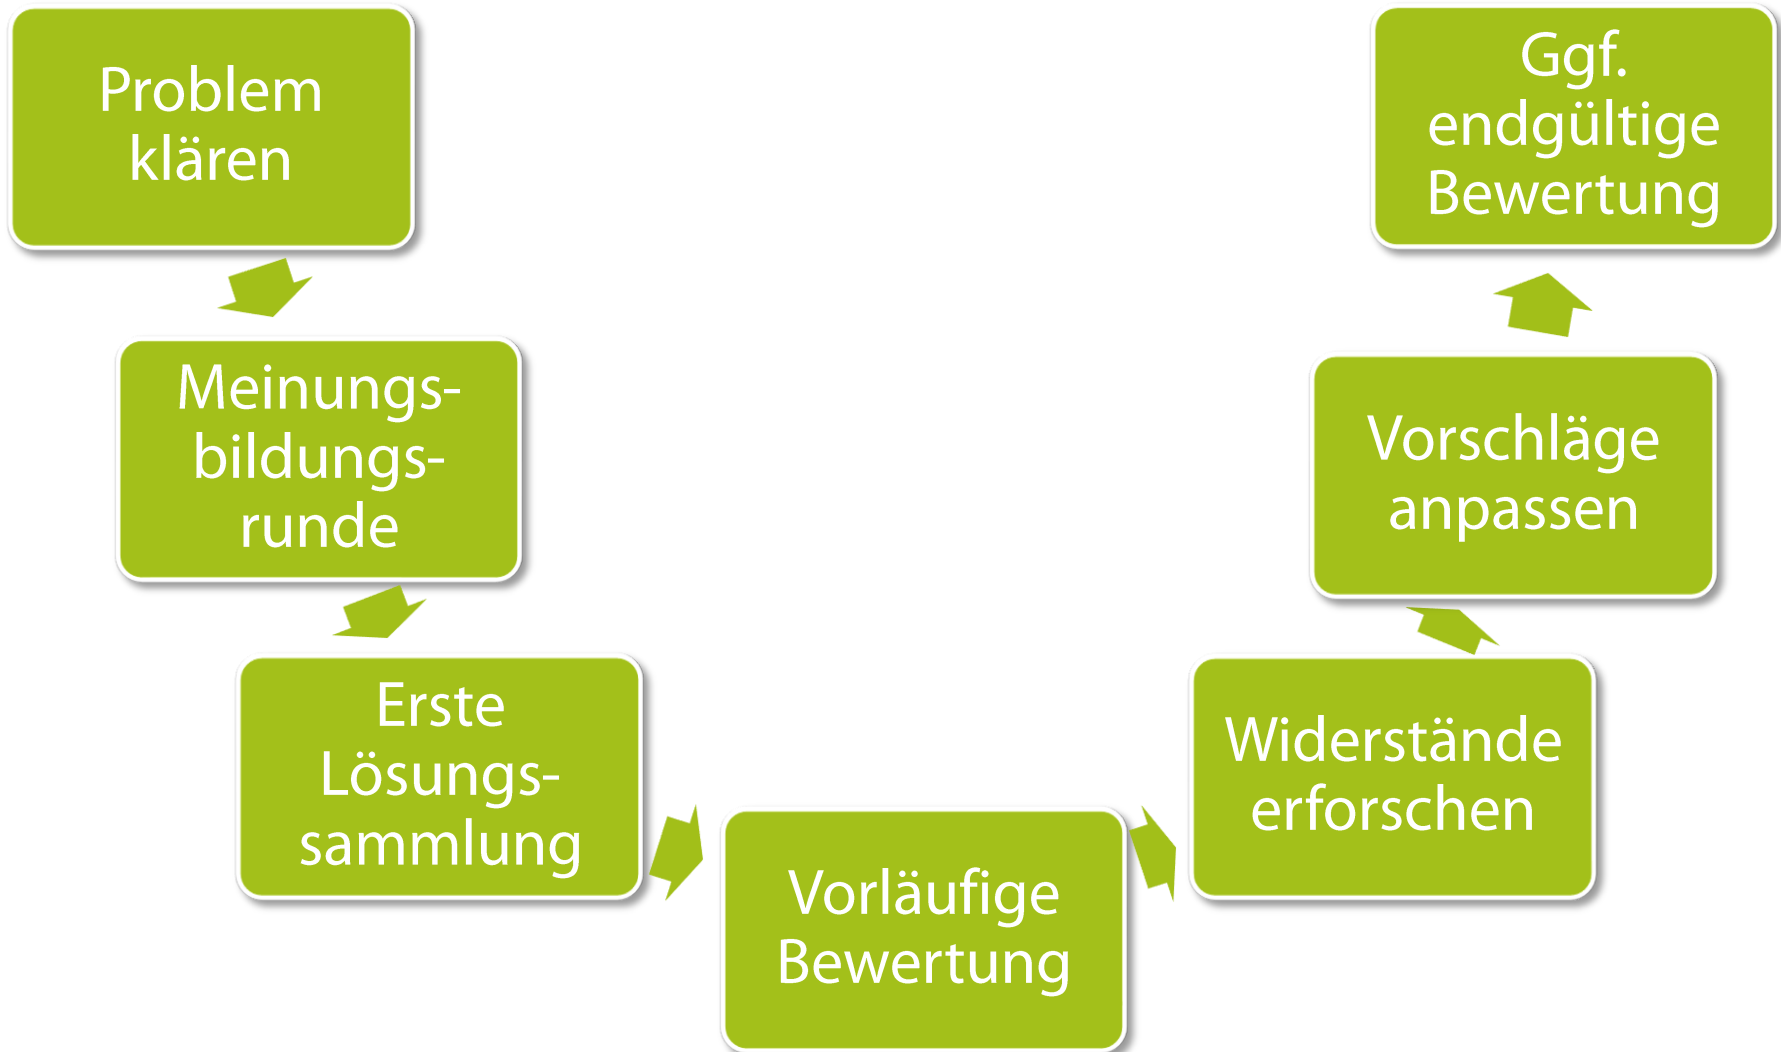 Problem
klären
Meinungs-
bildungs-
runde
Erste
Lösungs-
sammlung
Vorläufige
Bewertung
Widerstände
erforschen
Vorschläge
anpassen
Ggf.
endgültige
Bewertung